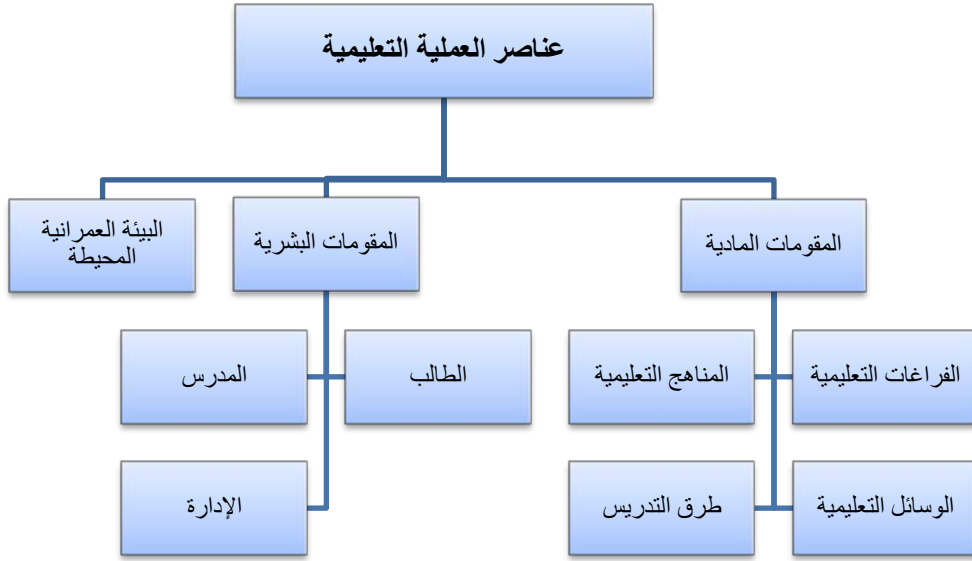 عناصر العملية التعليمية
المقومات المادية
المقومات البشرية
البيئة العمرانية
المحيطة
الفراغات التعليمية
المناهج التعليمية
الطالب
المدرس
الوسائل التعليمية
طرق التدريس
الإدارة